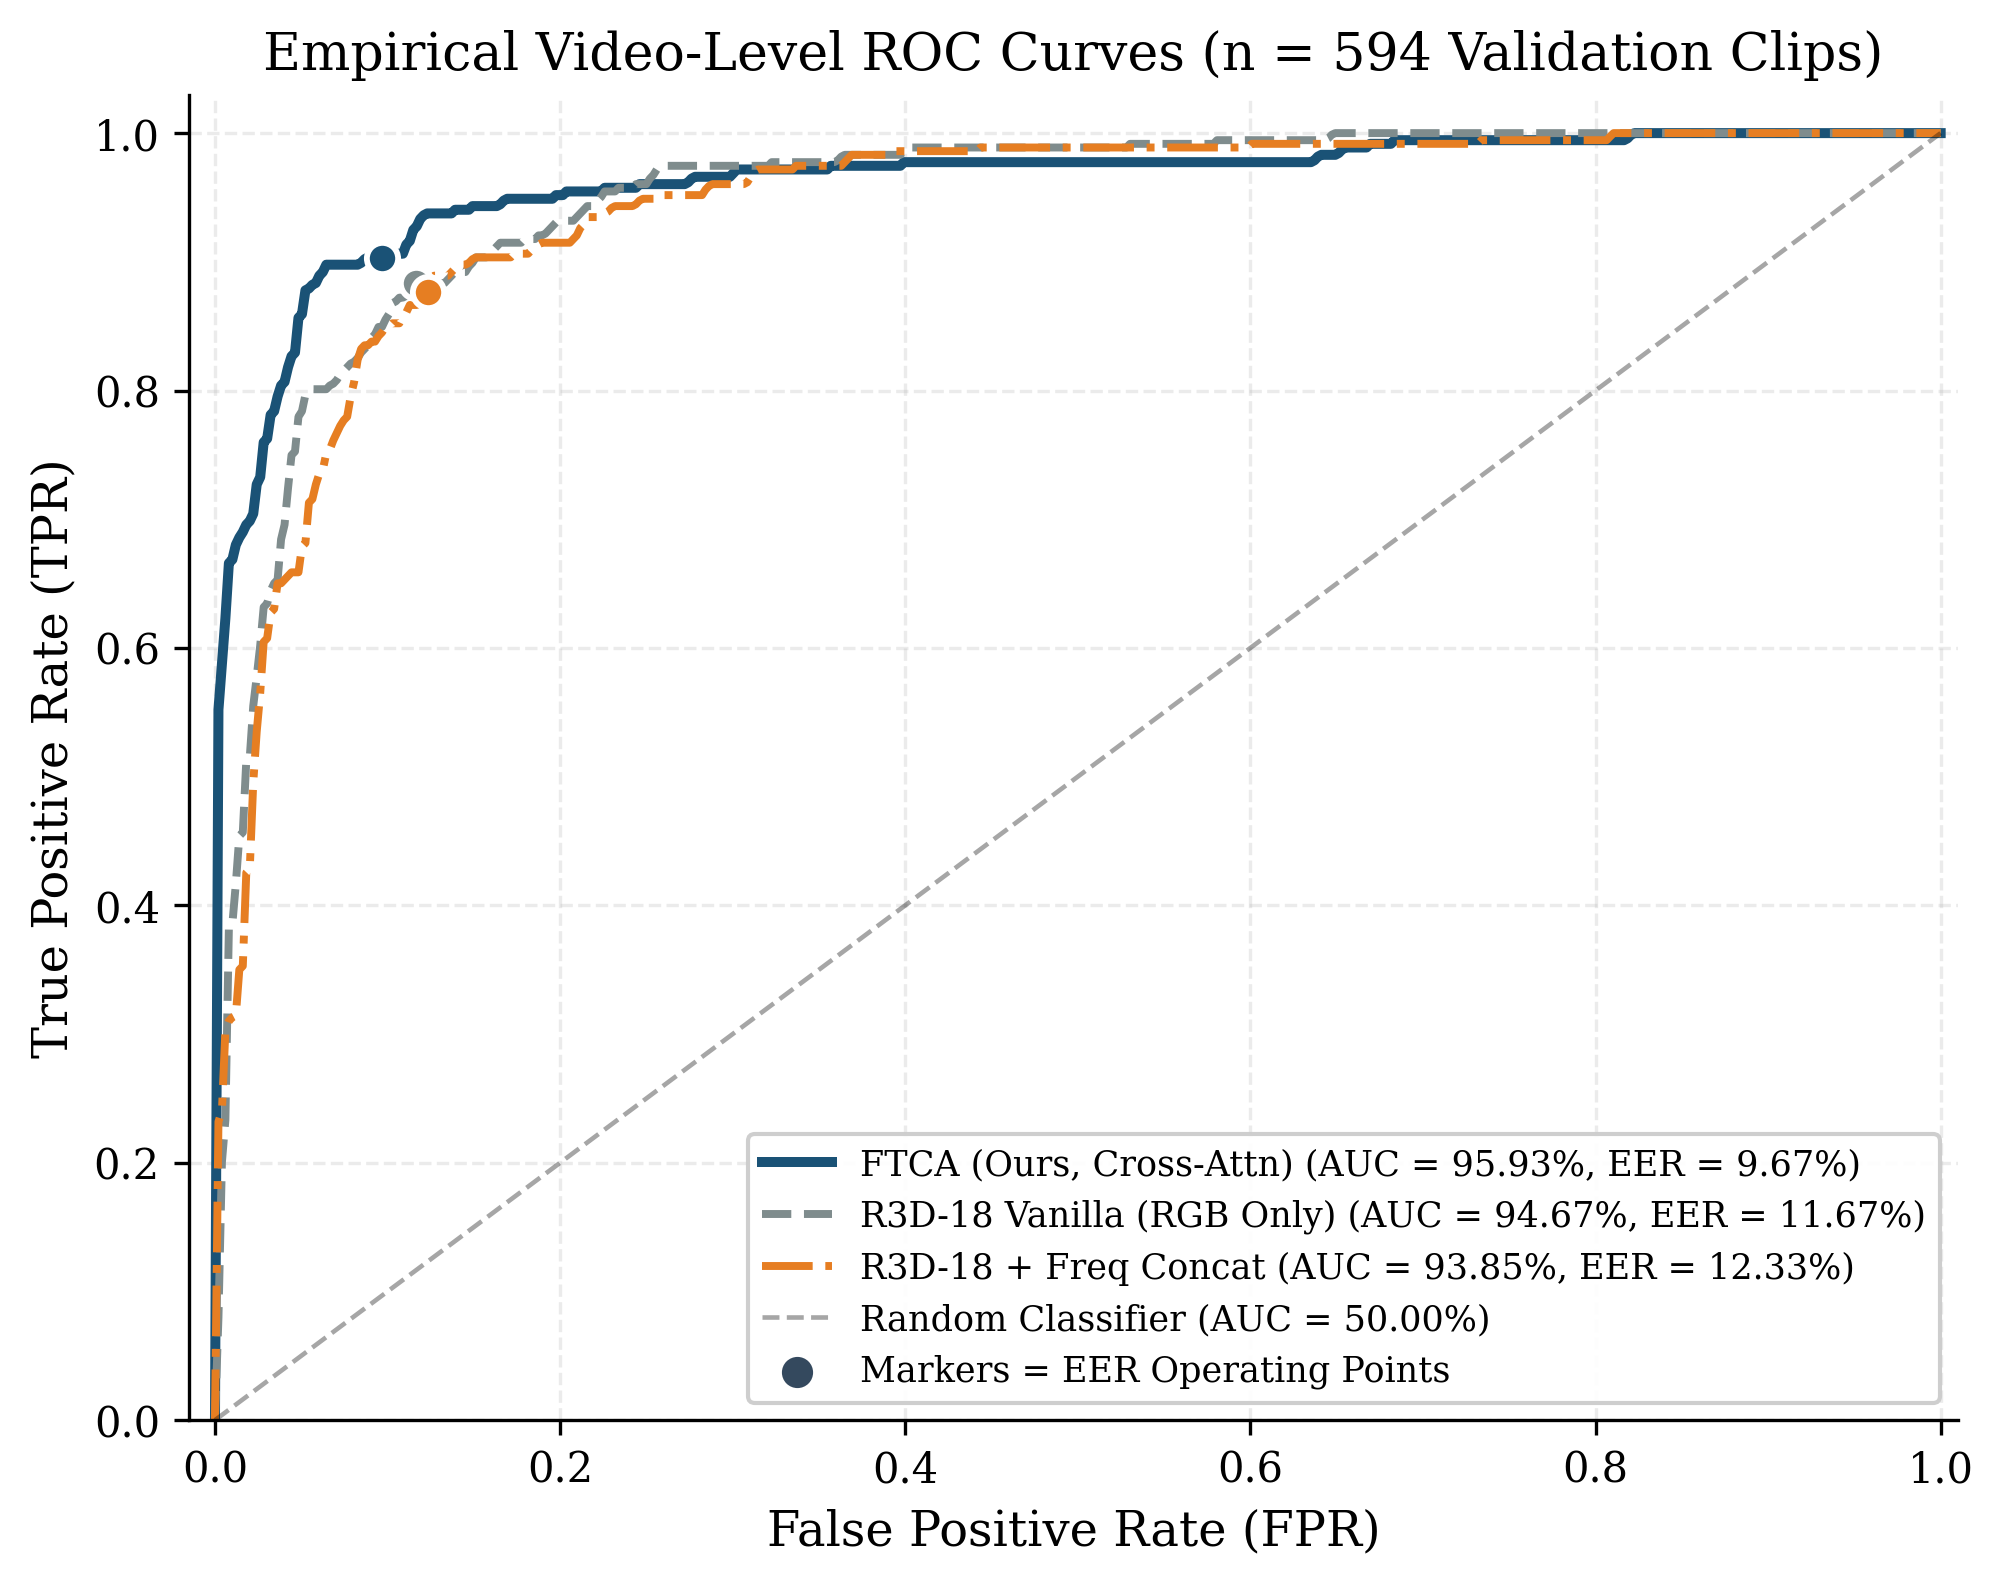 Empirical Video-Level ROC Curves (n = 594 Validation Clips)
True Positive Rate (TPR)
1.0
0.8
0.6
0.4
0.2
0.0
FTCA (Ours, Cross-Attn) (AUC = 95.93%, EER = 9.67%)
R3D-18 Vanilla (RGB Only) (AUC = 94.67%, EER = 11.67%)
R3D-18 + Freq Concat (AUC = 93.85%, EER = 12.33%)
Random Classifier (AUC = 50.00%)
Markers = EER Operating Points
0.0 0.2 0.4 0.6 0.8 1.0
False Positive Rate (FPR)